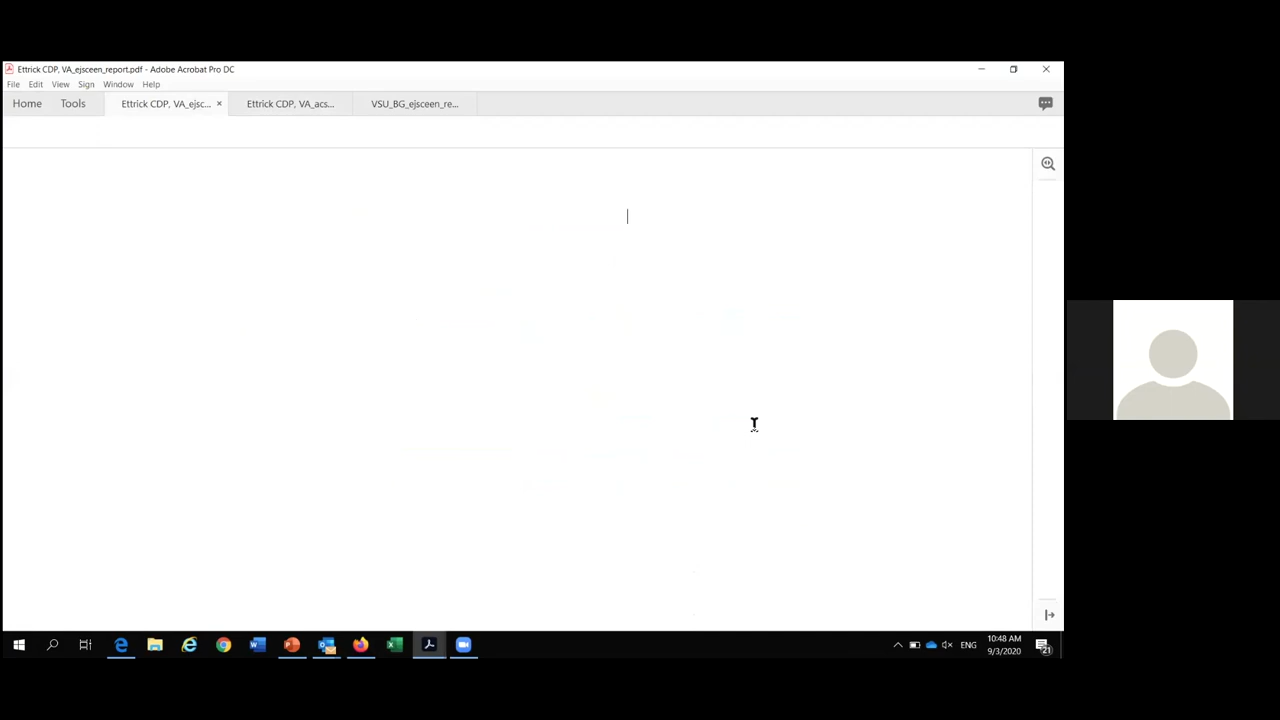 Ettrick CDP, VA_ejsceen_report.pdf - Adobe Acrobat Pro DC
File Edit View Sign Window Help
Home Tools Ettrick CDP, VA_ejsc... × Ettrick CDP, VA_acs... VSU_BG_ejsceen_re...
10:48 AM
ENG
9/3/2020
21